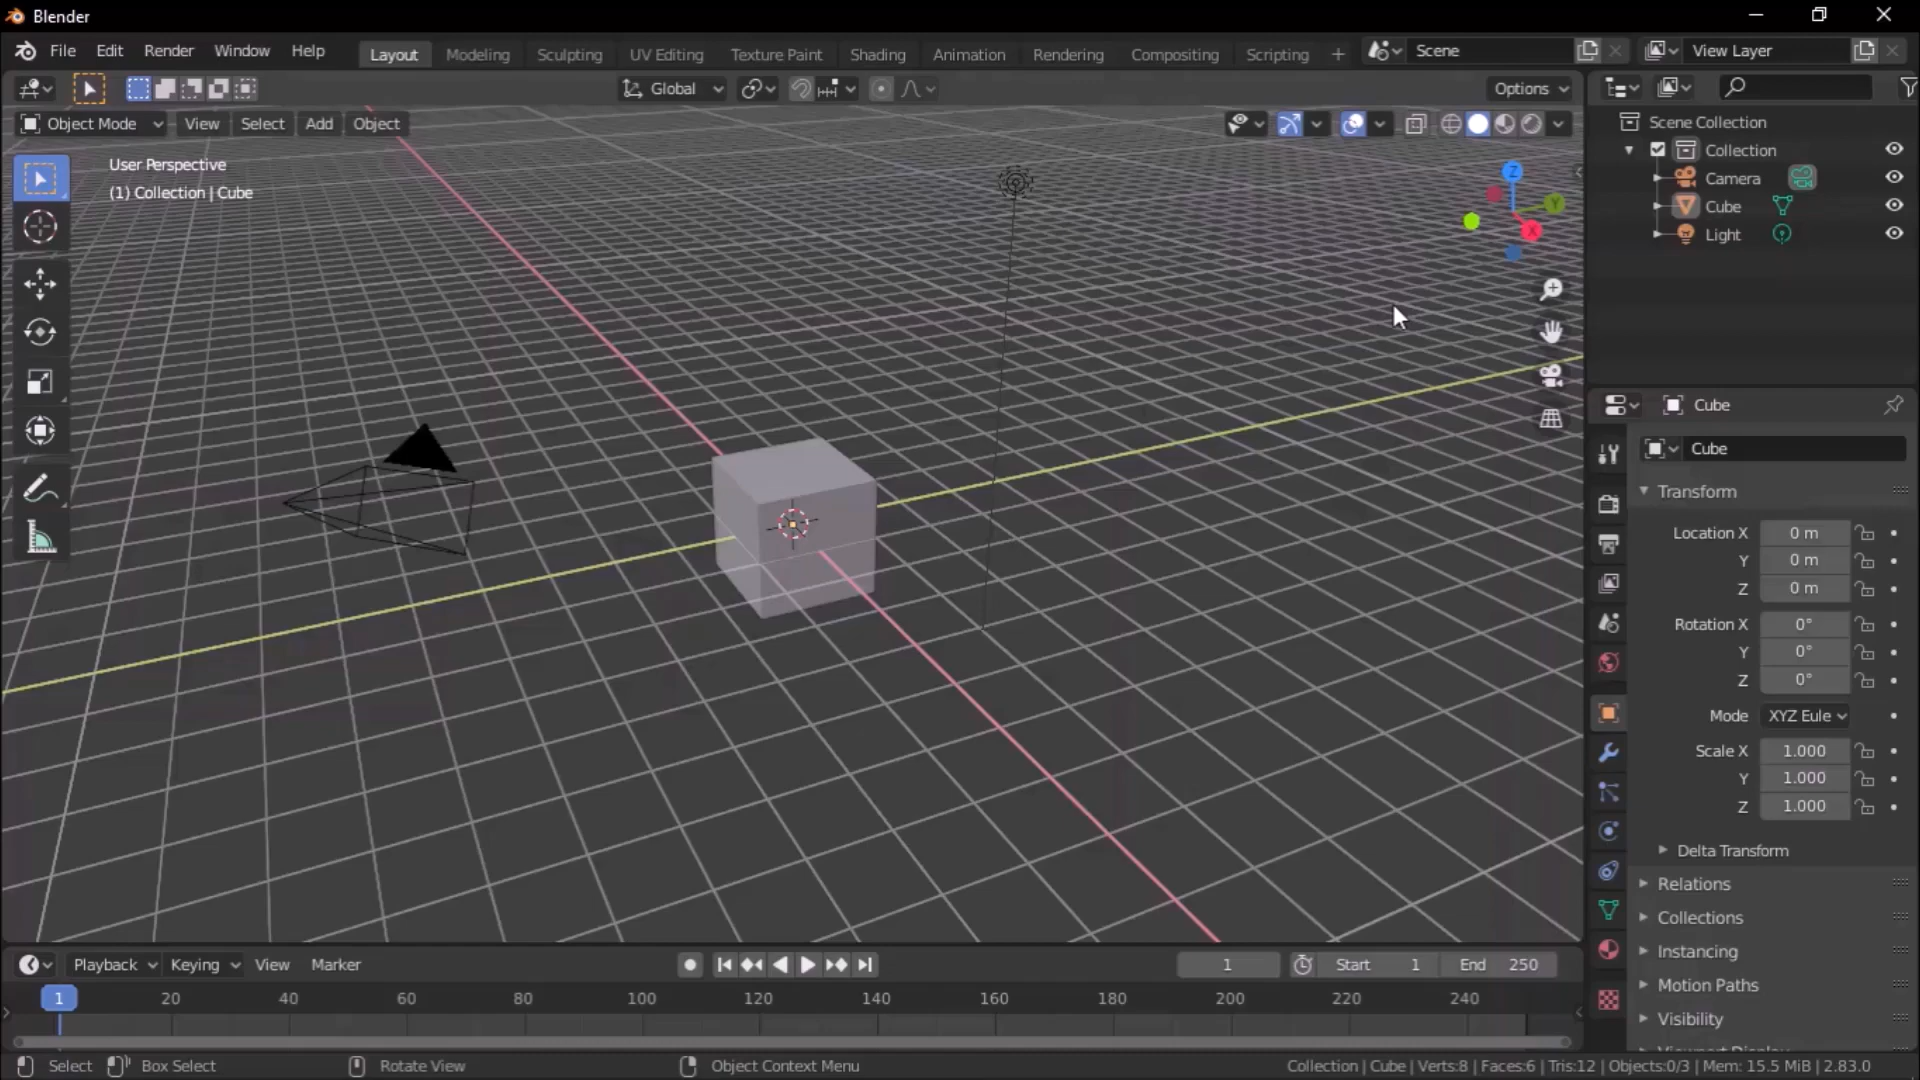 Blender
File Edit Render Window Help Layout Modeling Sculpting UV Editing Texture Paint Shading Animation Rendering Compositing Scripting + Scene View Layer
Global Options
Object Mode View Select Add Object
User Perspective
(1) Collection | Cube
Z
Y
X
Scene Collection
Collection
Camera
Cube
Light
Cube
Cube
Transform
Location X 0 m
Y 0 m
Z 0 m
Rotation X 0°
Y 0°
Z 0°
Mode XYZ Eule
Scale X 1.000
Y 1.000
Z 1.000
Delta Transform
Relations
Collections
Instancing
Motion Paths
Visibility
Playback Keying View Marker 1 Start 1 End 250
1 20 40 60 80 100 120 140 160 180 200 220 240
Select Box Select Rotate View Object Context Menu Collection | Cube | Verts:8 | Faces:6 | Tris:12 | Objects:0/3 | Mem: 15.5 MiB | 2.83.0